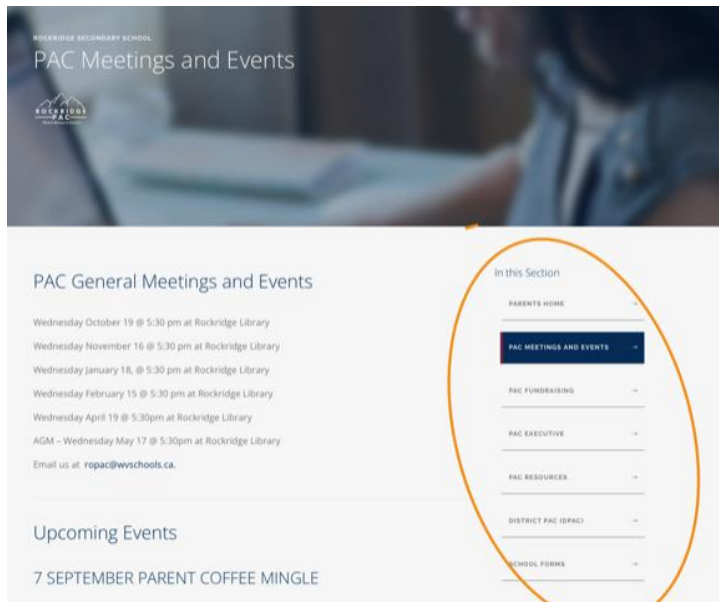 ROCKRIDGE SECONDARY SCHOOL
PAC Meetings and Events
ROCKRIDGE
PAC
PAC General Meetings and Events
Wednesday October 19 @ 5:30 pm at Rockridge Library
Wednesday November 16 @ 5:30 pm at Rockridge Library
Wednesday January 18, @ 5:30 pm at Rockridge Library
Wednesday February 15 @ 5:30 pm at Rockridge Library
Wednesday April 19 @ 5:30pm at Rockridge Library
AGM – Wednesday May 17 @ 5:30pm at Rockridge Library
Email us at ropac@wvschools.ca.
Upcoming Events
7 SEPTEMBER PARENT COFFEE MINGLE
In this Section
PARENTS HOME →
PAC MEETINGS AND EVENTS →
PAC FUNDRAISING →
PAC EXECUTIVE →
PAC RESOURCES →
DISTRICT PAC (DPAC) →
SCHOOL FORMS →